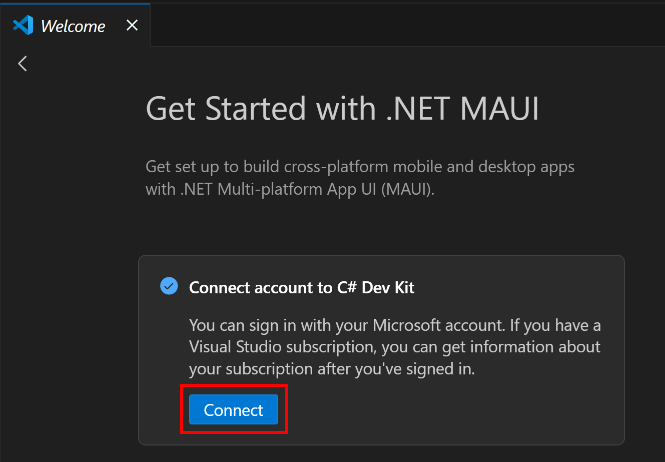 Welcome
Get Started with .NET MAUI
Get set up to build cross-platform mobile and desktop apps
with .NET Multi-platform App UI (MAUI).
Connect account to C# Dev Kit
You can sign in with your Microsoft account. If you have a
Visual Studio subscription, you can get information about
your subscription after you've signed in.
Connect